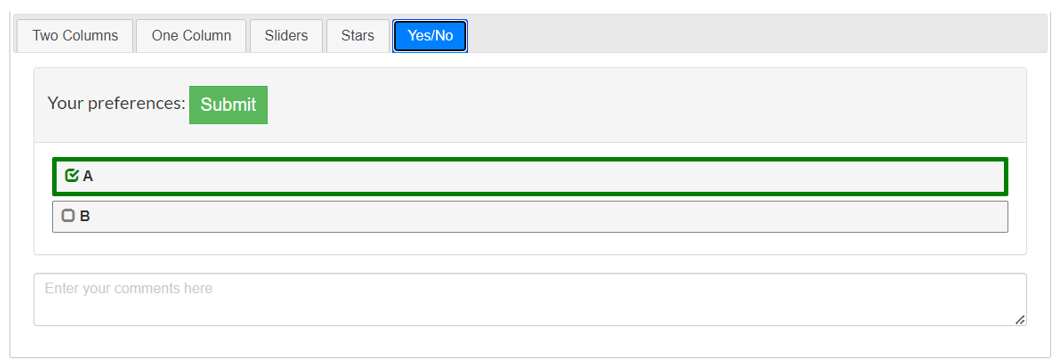 Two Columns One Column Sliders Stars Yes/No
Your preferences: Submit
A
B
Enter your comments here